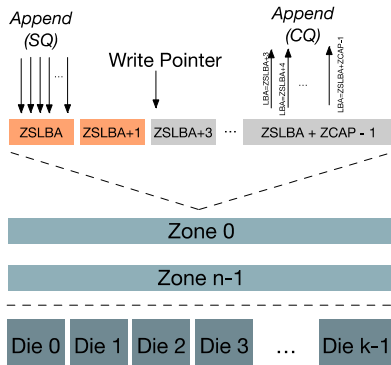 Append
(SQ)
...
Write Pointer
Append
(CQ)
LBA=ZSLBA+3
LBA=ZSLBA+4
...
LBA=ZSLBA+ZCAP-1
ZSLBA
ZSLBA+1
ZSLBA+3
...
ZSLBA + ZCAP - 1
Zone 0
Zone n-1
Die 0
Die 1
Die 2
Die 3
...
Die k-1